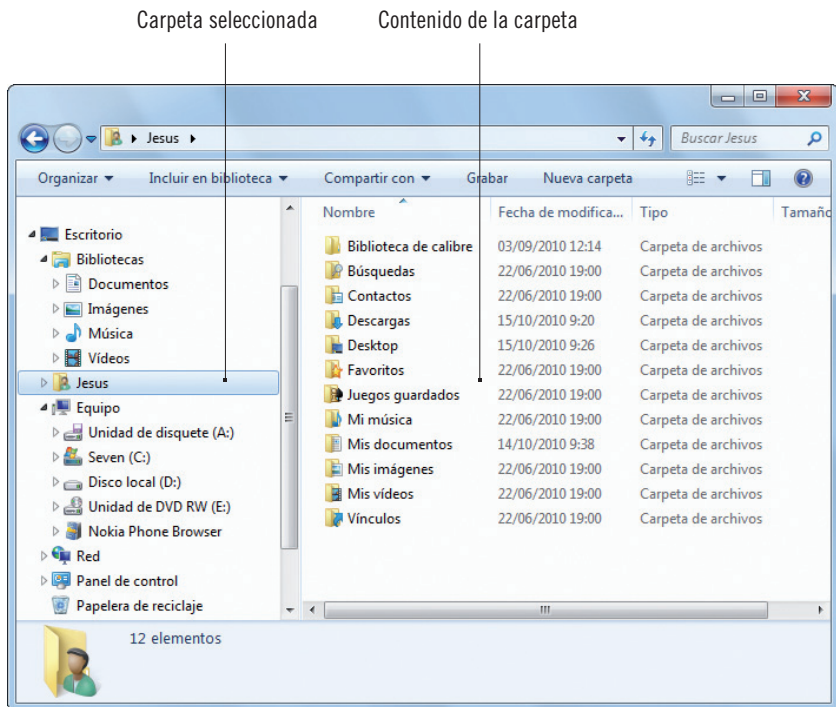 Carpeta seleccionada Contenido de la carpeta
Jesus
Buscar Jesus
Organizar Incluir en biblioteca Compartir con Grabar Nueva carpeta
Nombre Fecha de modifica... Tipo Tamaño
Escritorio
Bibliotecas
Documentos
Imágenes
Música
Vídeos
Jesus
Equipo
Unidad de disquete (A:)
Seven (C:)
Disco local (D:)
Unidad de DVD RW (E:)
Nokia Phone Browser
Red
Panel de control
Papelera de reciclaje
Biblioteca de calibre 03/09/2010 12:14 Carpeta de archivos
Búsquedas 22/06/2010 19:00 Carpeta de archivos
Contactos 22/06/2010 19:00 Carpeta de archivos
Descargas 15/10/2010 9:20 Carpeta de archivos
Desktop 15/10/2010 9:26 Carpeta de archivos
Favoritos 22/06/2010 19:00 Carpeta de archivos
Juegos guardados 22/06/2010 19:00 Carpeta de archivos
Mi música 22/06/2010 19:00 Carpeta de archivos
Mis documentos 14/10/2010 9:38 Carpeta de archivos
Mis imágenes 22/06/2010 19:00 Carpeta de archivos
Mis vídeos 22/06/2010 19:00 Carpeta de archivos
Vínculos 22/06/2010 19:00 Carpeta de archivos
12 elementos